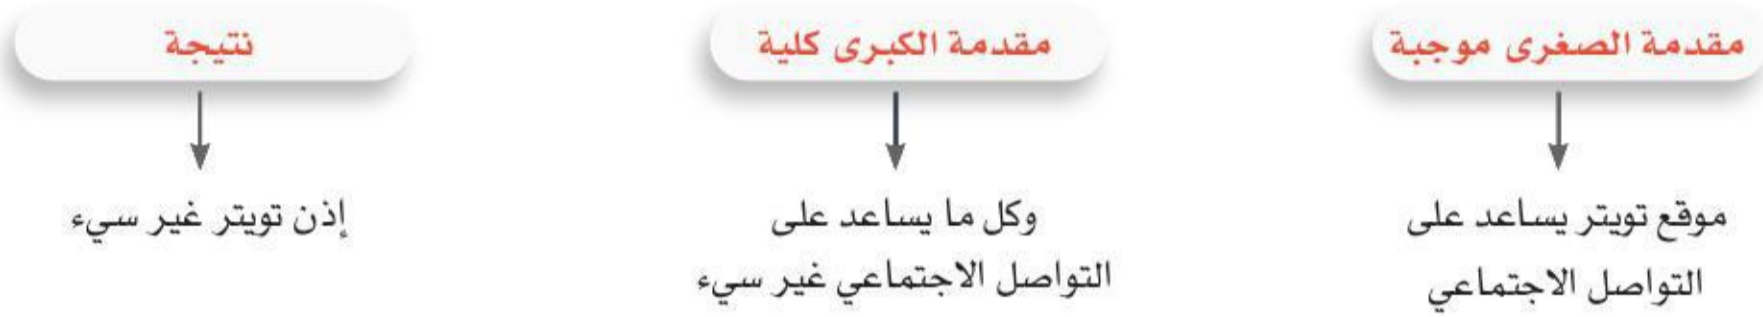 مقدمة الصغرى موجبة
موقع تويتر يساعد على
التواصل الاجتماعي
مقدمة الكبرى كلية
وكل ما يساعد على
التواصل الاجتماعي غير سيء
نتيجة
إذن تويتر غير سيء